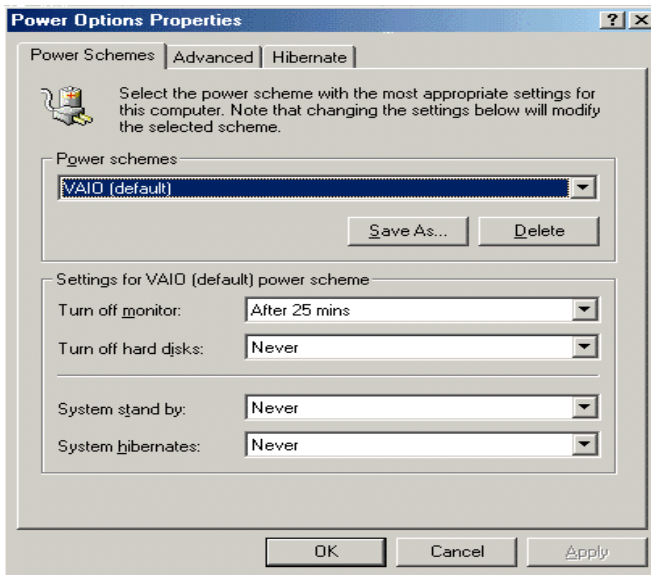 Power Options Properties
Power Schemes Advanced Hibernate
Select the power scheme with the most appropriate settings for
this computer. Note that changing the settings below will modify
the selected scheme.
Power schemes
VAIO (default)
Save As... Delete
Settings for VAIO (default) power scheme
Turn off monitor: After 25 mins
Turn off hard disks: Never
System stand by: Never
System hibernates: Never
OK Cancel Apply